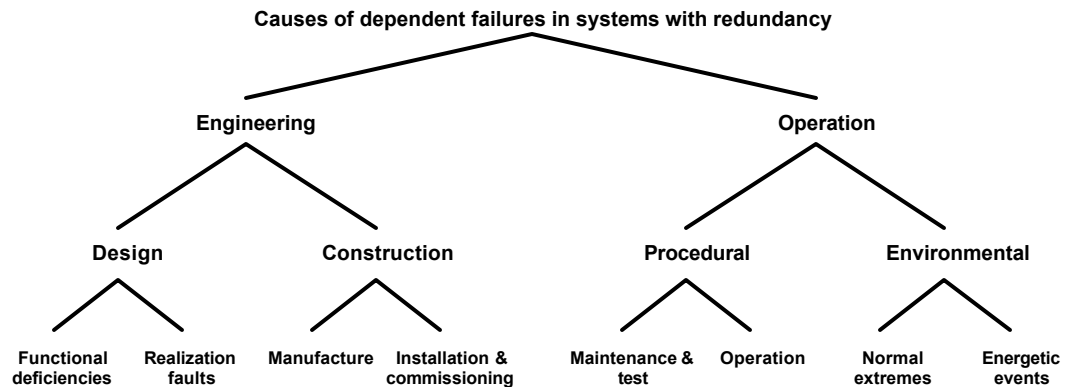 Causes of dependent failures in systems with redundancy
Engineering
Operation
Design
Construction
Procedural
Environmental
Functional
deficiencies
Realization
faults
Manufacture
Installation &
commissioning
Maintenance &
test
Operation
Normal
extremes
Energetic
events